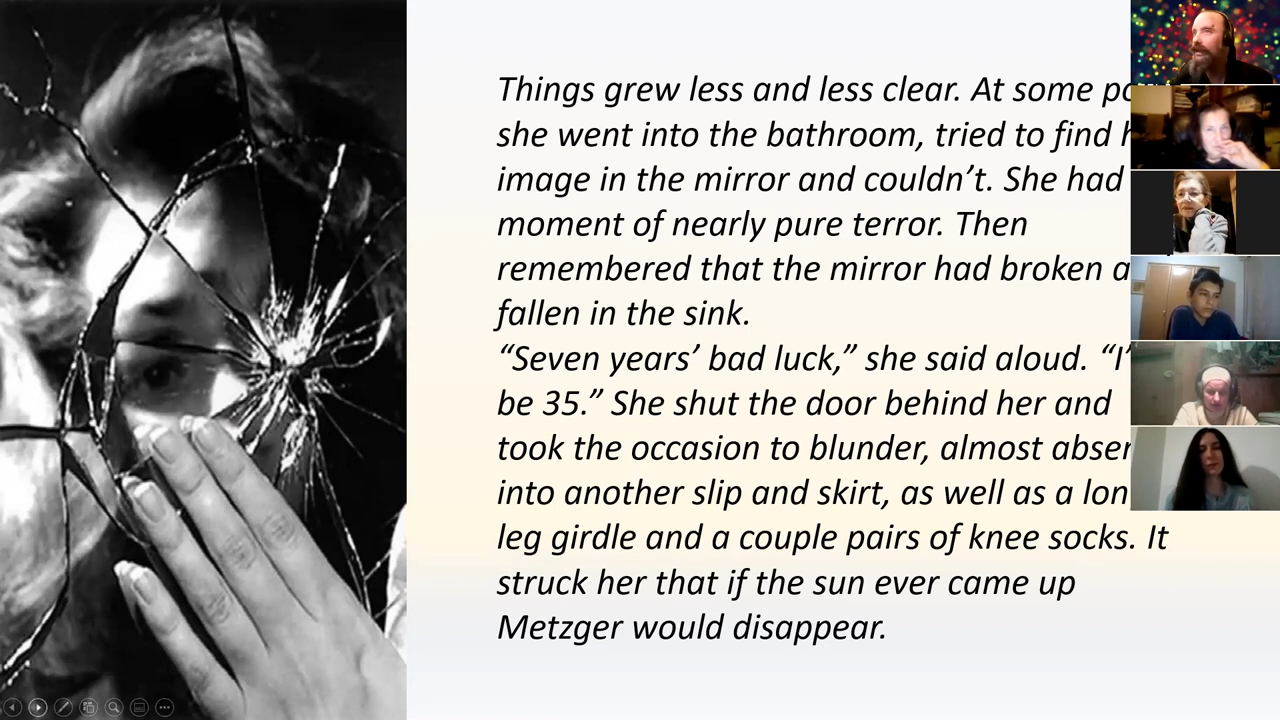 Things grew less and less clear. At some
she went into the bathroom, tried to find
image in the mirror and couldn’t. She had
moment of nearly pure terror. Then
remembered that the mirror had broken
fallen in the sink.
“Seven years’ bad luck,” she said aloud.
be 35.” She shut the door behind her and
took the occasion to blunder, almost
into another slip and skirt, as well as a
leg girdle and a couple pairs of knee socks. It
struck her that if the sun ever came up
Metzger would disappear.